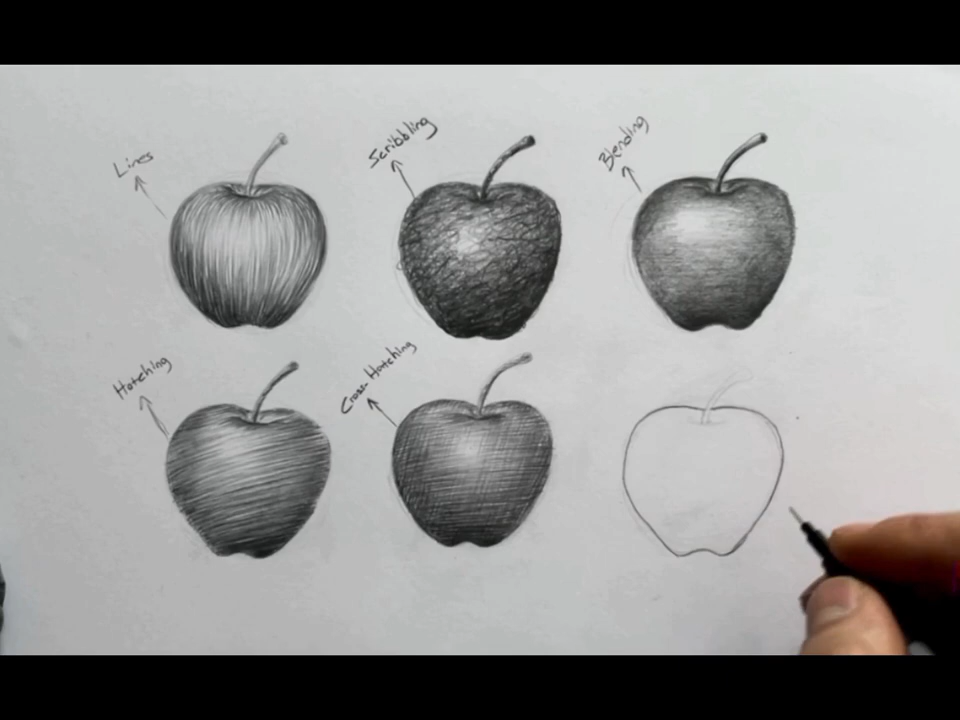 Lines
Scribbling
Blending
Hatching
Cross Hatching